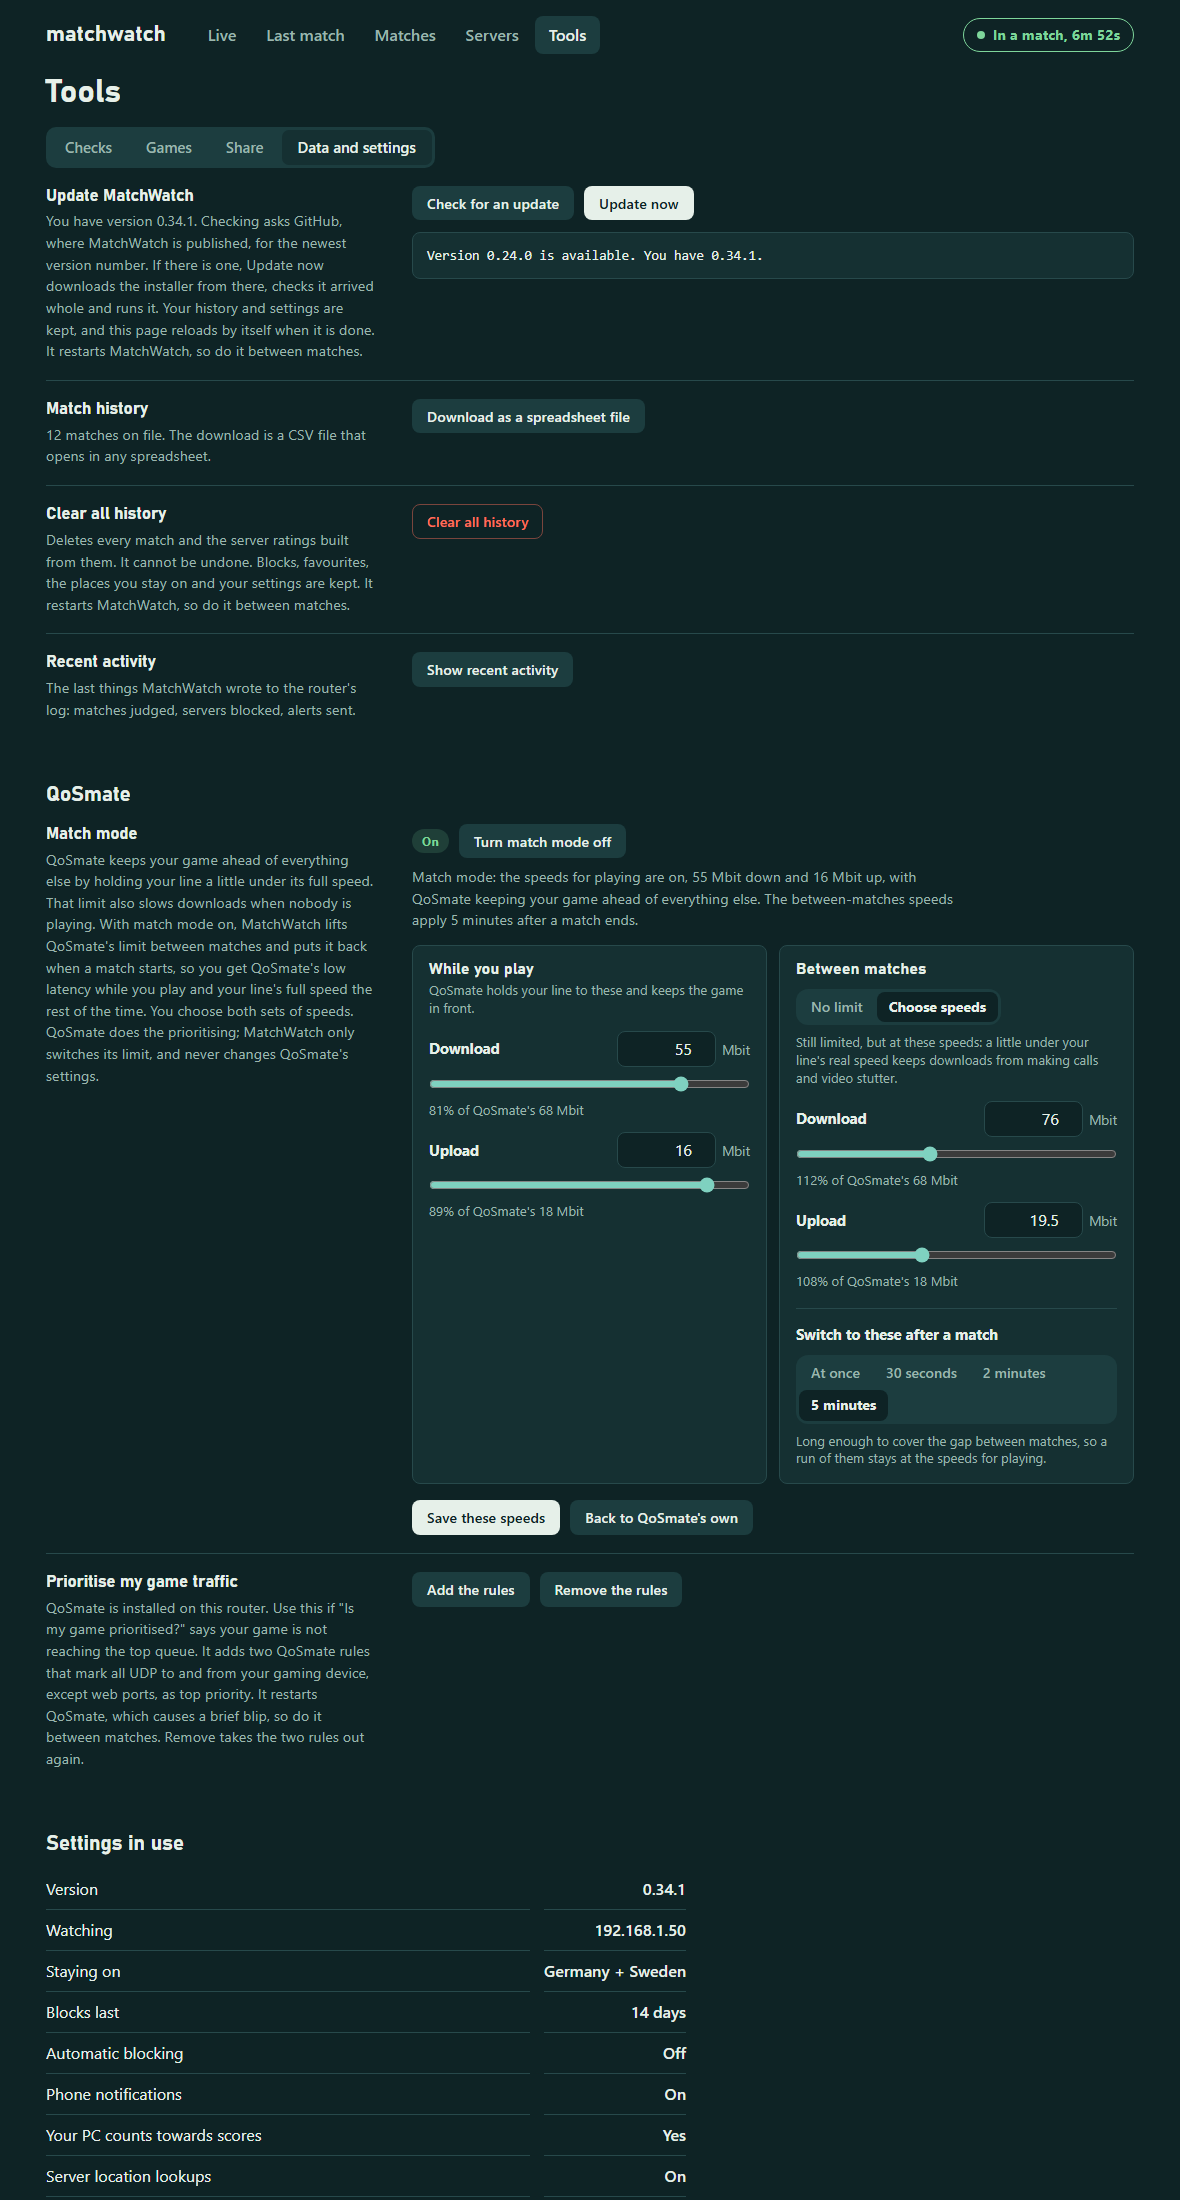 matchwatch
Live
Last match
Matches
Servers
Tools
In a match, 6m 52s
Tools
Checks
Games
Share
Data and settings
Update MatchWatch
You have version 0.34.1. Checking asks GitHub,
where MatchWatch is published, for the newest
version number. If there is one, Update now
downloads the installer from there, checks it arrived
whole and runs it. Your history and settings are
kept, and this page reloads by itself when it is done.
It restarts MatchWatch, so do it between matches.
Check for an update
Update now
Version 0.24.0 is available. You have 0.34.1.
Match history
12 matches on file. The download is a CSV file that
opens in any spreadsheet.
Download as a spreadsheet file
Clear all history
Deletes every match and the server ratings built
from them. It cannot be undone. Blocks, favourites,
the places you stay on and your settings are kept. It
restarts MatchWatch, so do it between matches.
Clear all history
Recent activity
The last things MatchWatch wrote to the router's
log: matches judged, servers blocked, alerts sent.
Show recent activity
QoSmate
Match mode
QoSmate keeps your game ahead of everything
else by holding your line a little under its full speed.
That limit also slows downloads when nobody is
playing. With match mode on, MatchWatch lifts
QoSmate's limit between matches and puts it back
when a match starts, so you get QoSmate's low
latency while you play and your line's full speed the
rest of the time. You choose both sets of speeds.
QoSmate does the prioritising; MatchWatch only
switches its limit, and never changes QoSmate's
settings.
On
Turn match mode off
Match mode: the speeds for playing are on, 55 Mbit down and 16 Mbit up, with
QoSmate keeping your game ahead of everything else. The between-matches speeds
apply 5 minutes after a match ends.
While you play
QoSmate holds your line to these and keeps the game
in front.
Download
55
Mbit
81% of QoSmate's 68 Mbit
Upload
16
Mbit
89% of QoSmate's 18 Mbit
Between matches
No limit
Choose speeds
Still limited, but at these speeds: a little under your
line's real speed keeps downloads from making calls
and video stutter.
Download
76
Mbit
112% of QoSmate's 68 Mbit
Upload
19.5
Mbit
108% of QoSmate's 18 Mbit
Switch to these after a match
At once
30 seconds
2 minutes
5 minutes
Long enough to cover the gap between matches, so a
run of them stays at the speeds for playing.
Save these speeds
Back to QoSmate's own
Prioritise my game traffic
QoSmate is installed on this router. Use this if "Is
my game prioritised?" says your game is not
reaching the top queue. It adds two QoSmate rules
that mark all UDP to and from your gaming device,
except web ports, as top priority. It restarts
QoSmate, which causes a brief blip, so do it
between matches. Remove takes the two rules out
again.
Add the rules
Remove the rules
Settings in use
Version
0.34.1
Watching
192.168.1.50
Staying on
Germany + Sweden
Blocks last
14 days
Automatic blocking
Off
Phone notifications
On
Your PC counts towards scores
Yes
Server location lookups
On